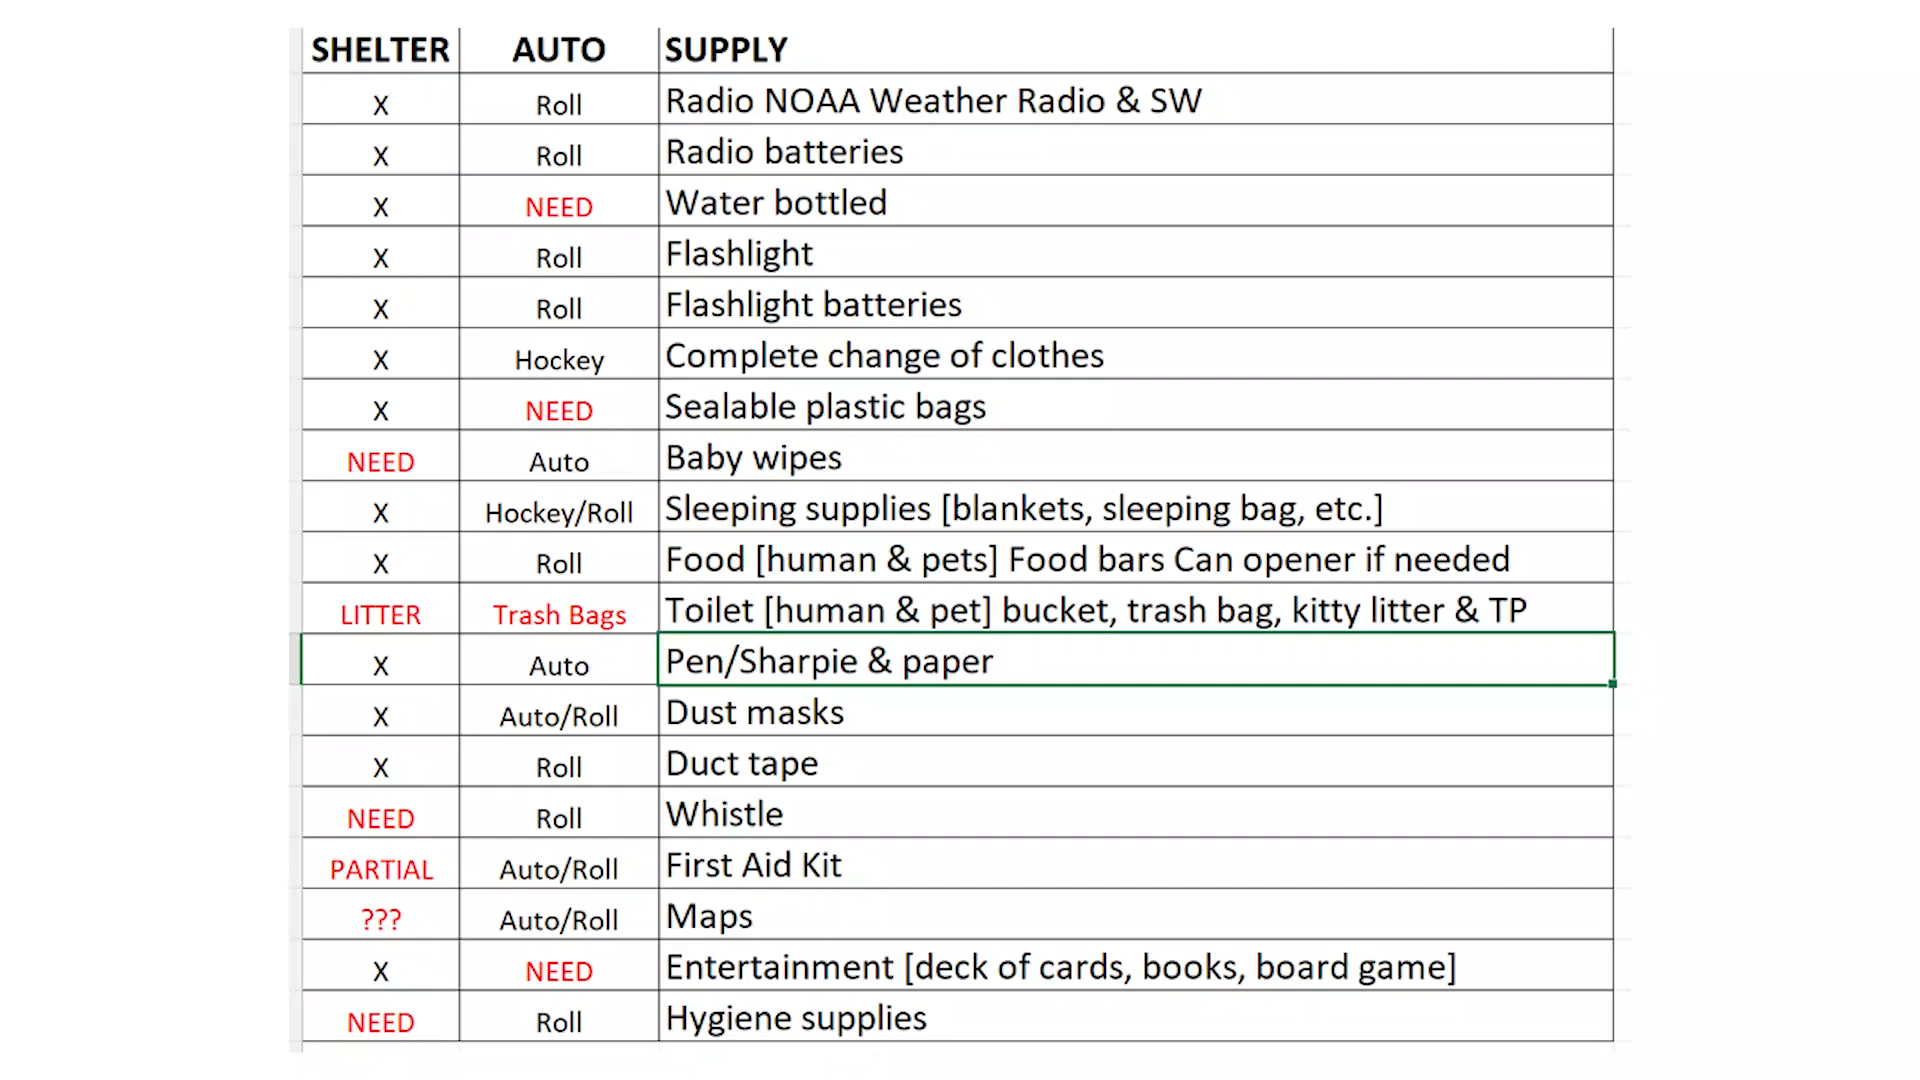 SHELTER AUTO SUPPLY
X Roll Radio NOAA Weather Radio & SW
X Roll Radio batteries
X NEED Water bottled
X Roll Flashlight
X Roll Flashlight batteries
X Hockey Complete change of clothes
X NEED Sealable plastic bags
NEED Auto Baby wipes
X Hockey/Roll Sleeping supplies [blankets, sleeping bag, etc.]
X Roll Food [human & pets] Food bars Can opener if needed
LITTER Trash Bags Toilet [human & pet] bucket, trash bag, kitty litter & TP
X Auto Pen/Sharpie & paper
X Auto/Roll Dust masks
X Roll Duct tape
NEED Roll Whistle
PARTIAL Auto/Roll First Aid Kit
??? Auto/Roll Maps
X NEED Entertainment [deck of cards, books, board game]
NEED Roll Hygiene supplies